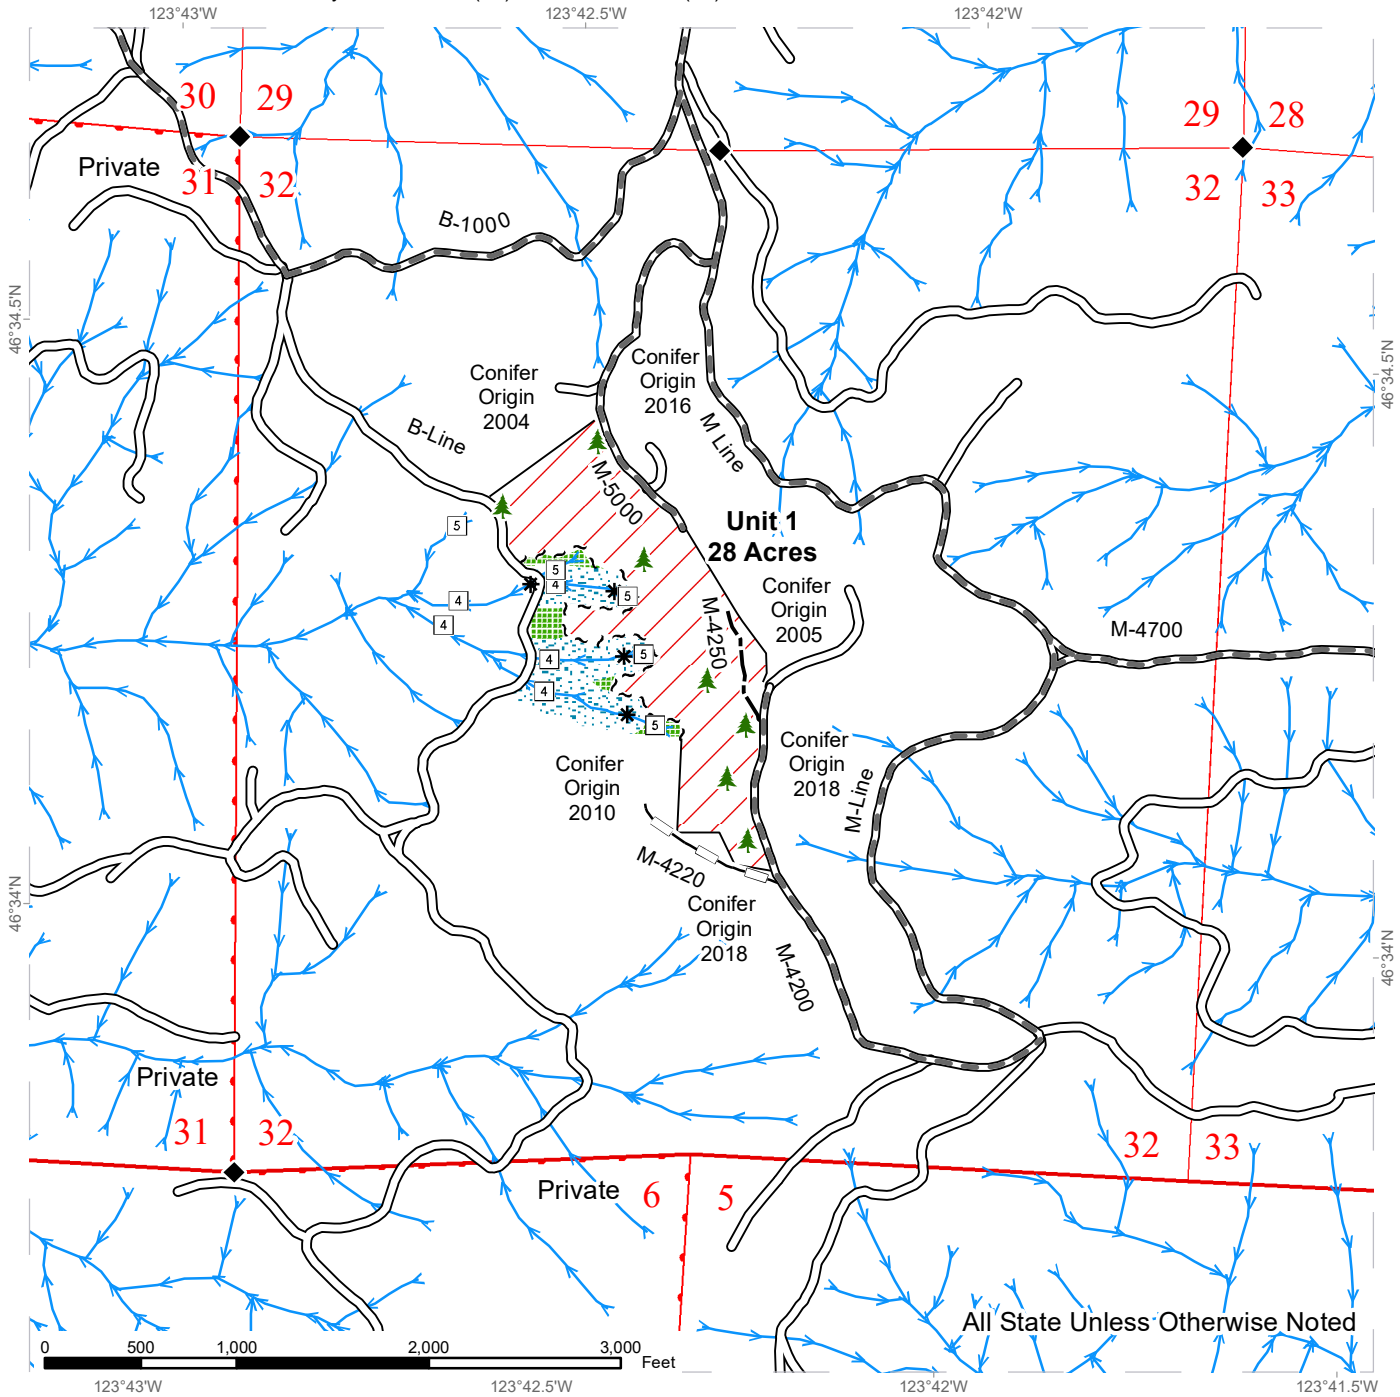 123°43'W
123°42.5'W
123°42'W
30
29
29
28
Private
31
32
32
33
B-1000
46°34.5'N
46°34.5'N
Conifer
Origin
2004
Conifer
Origin
2016
B-Line
M Line
M-5000
5
Unit 1
28 Acres
5
4
5
4
4
Conifer
Origin
2005
M-4250
M-4700
4
5
4
5
Conifer
Origin
2010
Conifer
Origin
2018
M-Line
M-4220
Conifer
Origin
2018
46°34'N
46°34'N
M-4200
Private
31
32
32
33
Private
6
5
All State Unless Otherwise Noted
0
500
1,000
2,000
3,000
Feet
123°43'W
123°42.5'W
123°42'W
123°41.5'W